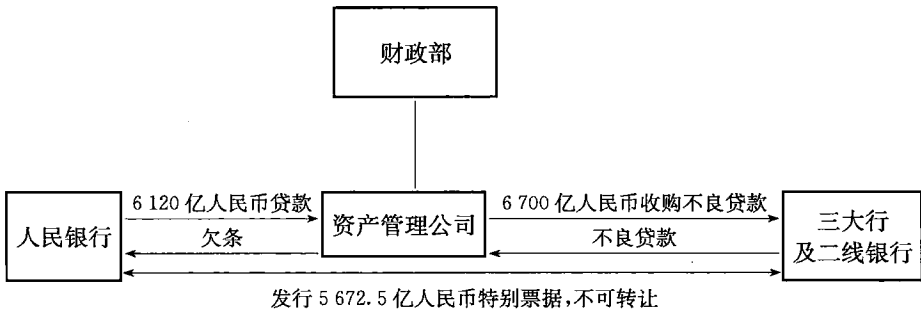 财政部
6 120 亿人民币贷款
6 700 亿人民币收购不良贷款
人民银行
资产管理公司
三大行
及二线银行
欠条
不良贷款
发行 5 672.5 亿人民币特别票据,不可转让